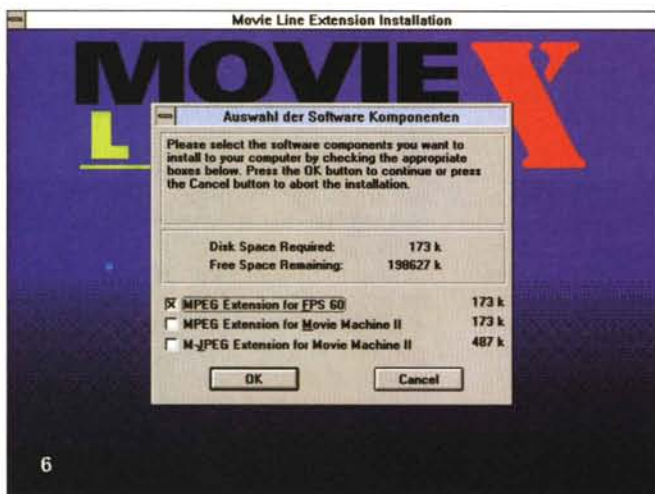 Movie Line Extension Installation
MOVIE X
L
Auswahl der Software Komponenten
Please select the software components you want to
install to your computer by checking the appropriate
boxes below. Press the OK button to continue or press
the Cancel button to abort the installation.
Disk Space Required: 173 k
Free Space Remaining: 198627 k
MPEG Extension for FPS 60 173 k
MPEG Extension for Movie Machine II 173 k
M-JPEG Extension for Movie Machine II 487 k
OK Cancel
6